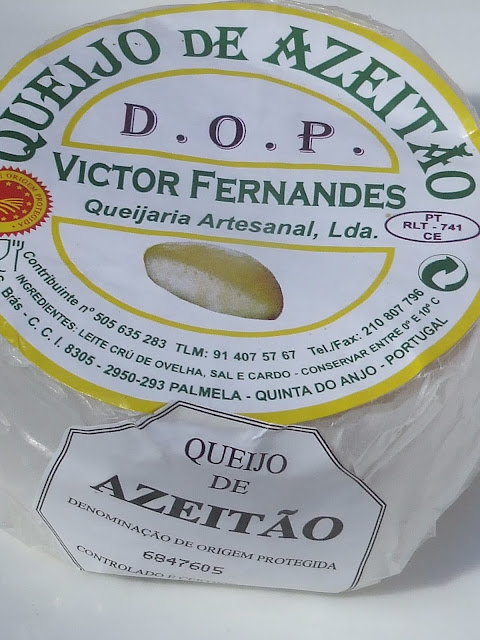 QUEIJO DE AZEITÃO
D.O.P.
VICTOR FERNANDES
Queijaria Artesanal, Lda.
PT
RLT - 741
CE
Contribuinte nº 505 635 283 TLM: 91 407 57 67 Tel./Fax: 210 807 796
INGREDIENTES: LEITE CRÚ DE OVELHA, SAL E CARDO - CONSERVAR ENTRE 0º E 10º C
Brás - C. C. I. 8305 - 2950-293 PALMELA - QUINTA DO ANJO - PORTUGAL
QUEIJO
DE
AZEITÃO
DENOMINAÇÃO DE ORIGEM PROTEGIDA
6847605
CONTROLADO E